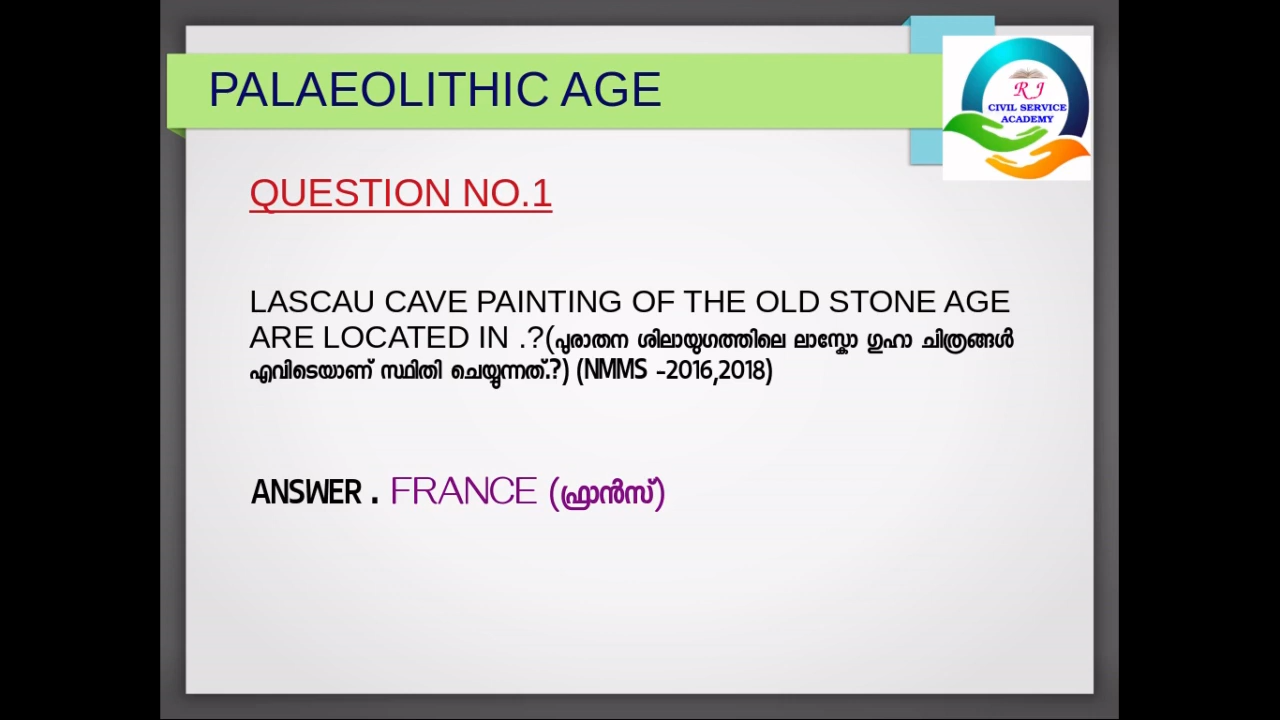 PALAEOLITHIC AGE
RJ
CIVIL SERVICE
ACADEMY
QUESTION NO.1
LASCAU CAVE PAINTING OF THE OLD STONE AGE
ARE LOCATED IN .?(പുരാതന ശിലായുഗത്തിലെ ലാസ്കോ ഗുഹാ ചിത്രങ്ങൾ
എവിടെയാണ് സ്ഥിതി ചെയ്യുന്നത്.?) (NMMS -2016,2018)
ANSWER . FRANCE (ഫ്രാൻസ്)